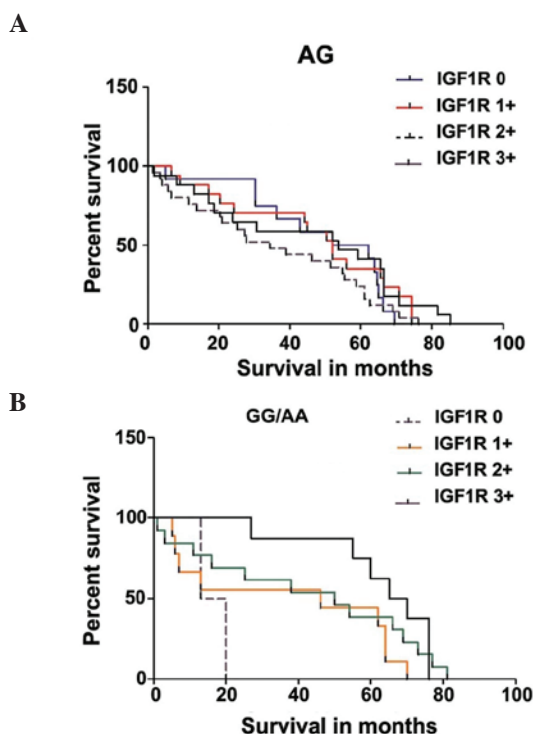 A
AG
150
100
50
0
Percent survival
0 20 40 60 80 100
Survival in months
IGF1R 0
IGF1R 1+
IGF1R 2+
IGF1R 3+
B
GG/AA
150
100
50
0
Percent survival
0 20 40 60 80 100
Survival in months
IGF1R 0
IGF1R 1+
IGF1R 2+
IGF1R 3+